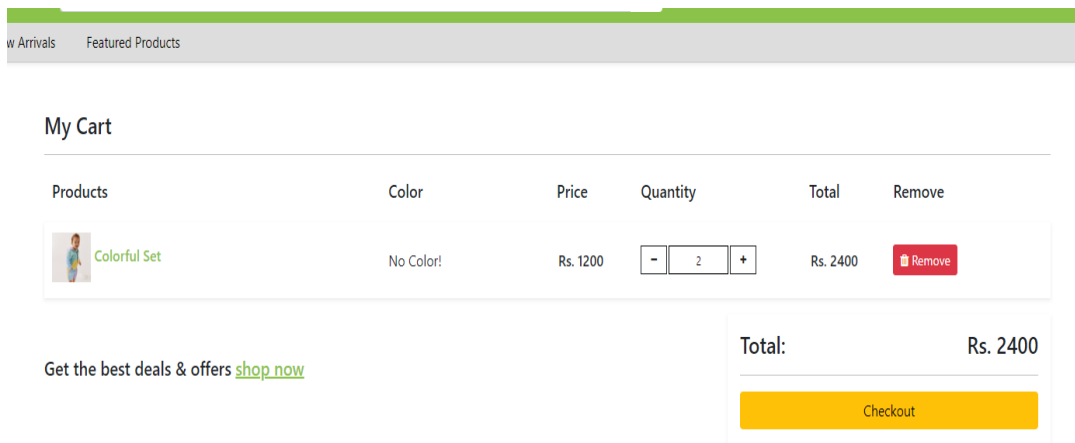 w Arrivals Featured Products
My Cart
Products Color Price Quantity Total Remove
Colorful Set No Color! Rs. 1200 - 2 + Rs. 2400 Remove
Total: Rs. 2400
Get the best deals & offers shop now
Checkout